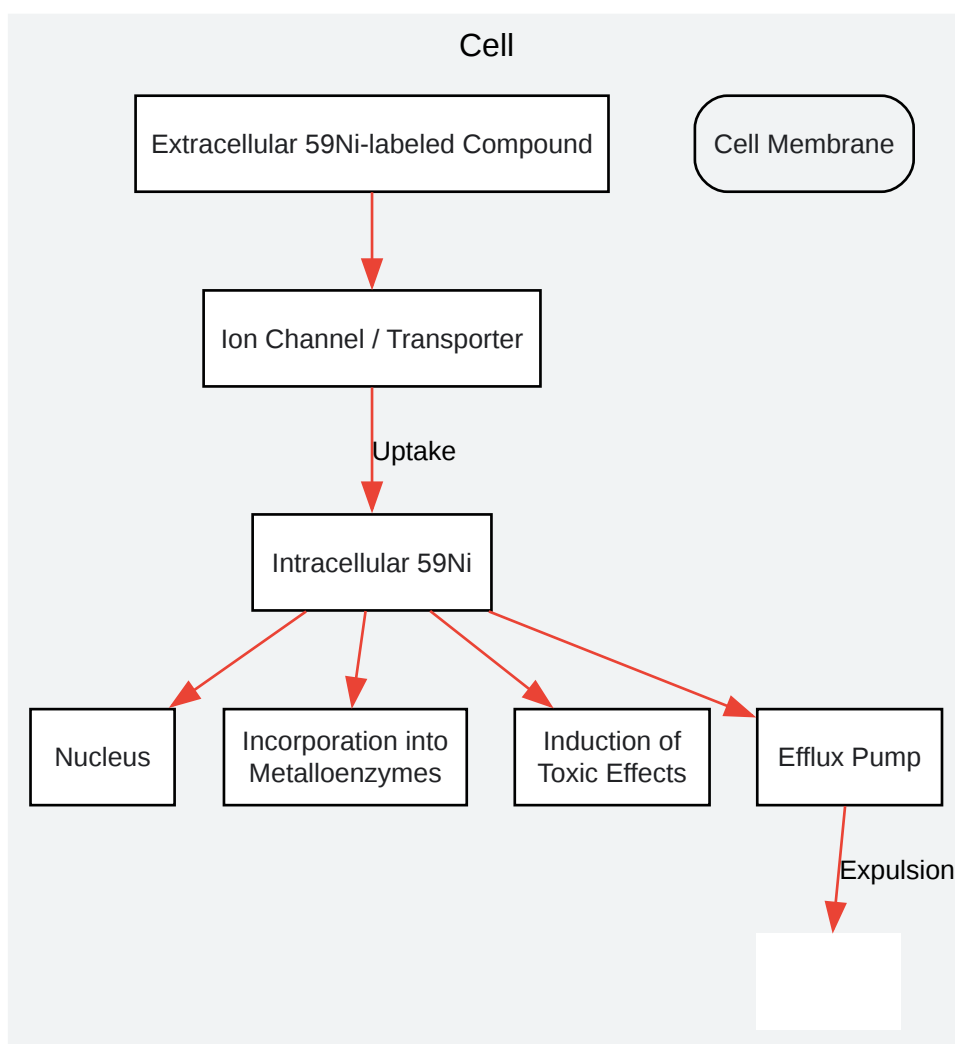 Cell
Extracellular 59Ni-labeled Compound
Cell Membrane
Ion Channel / Transporter
Uptake
Intracellular 59Ni
Nucleus
Incorporation into
Metalloenzymes
Induction of
Toxic Effects
Efflux Pump
Expulsion